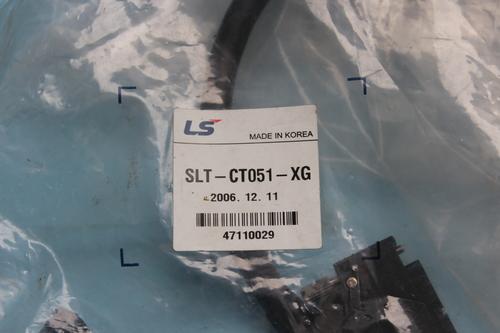 LS MADE IN KOREA
SLT-CT051-XG
2006. 12. 11
47110029